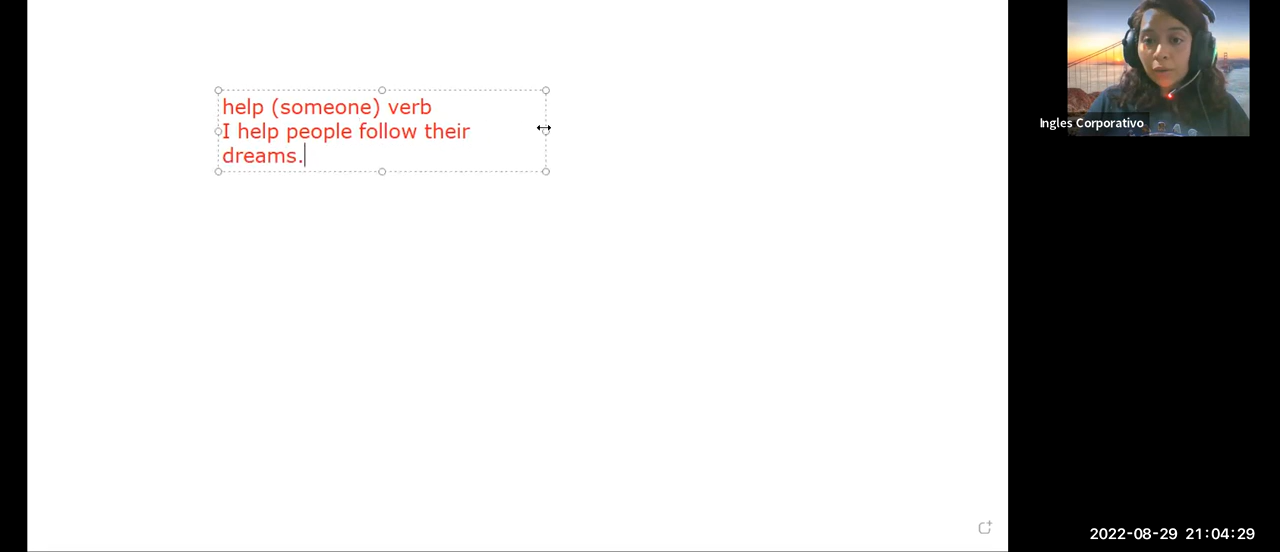 help (someone) verb
I help people follow their
dreams.
Ingles Corporativo
2022-08-29 21:04:29